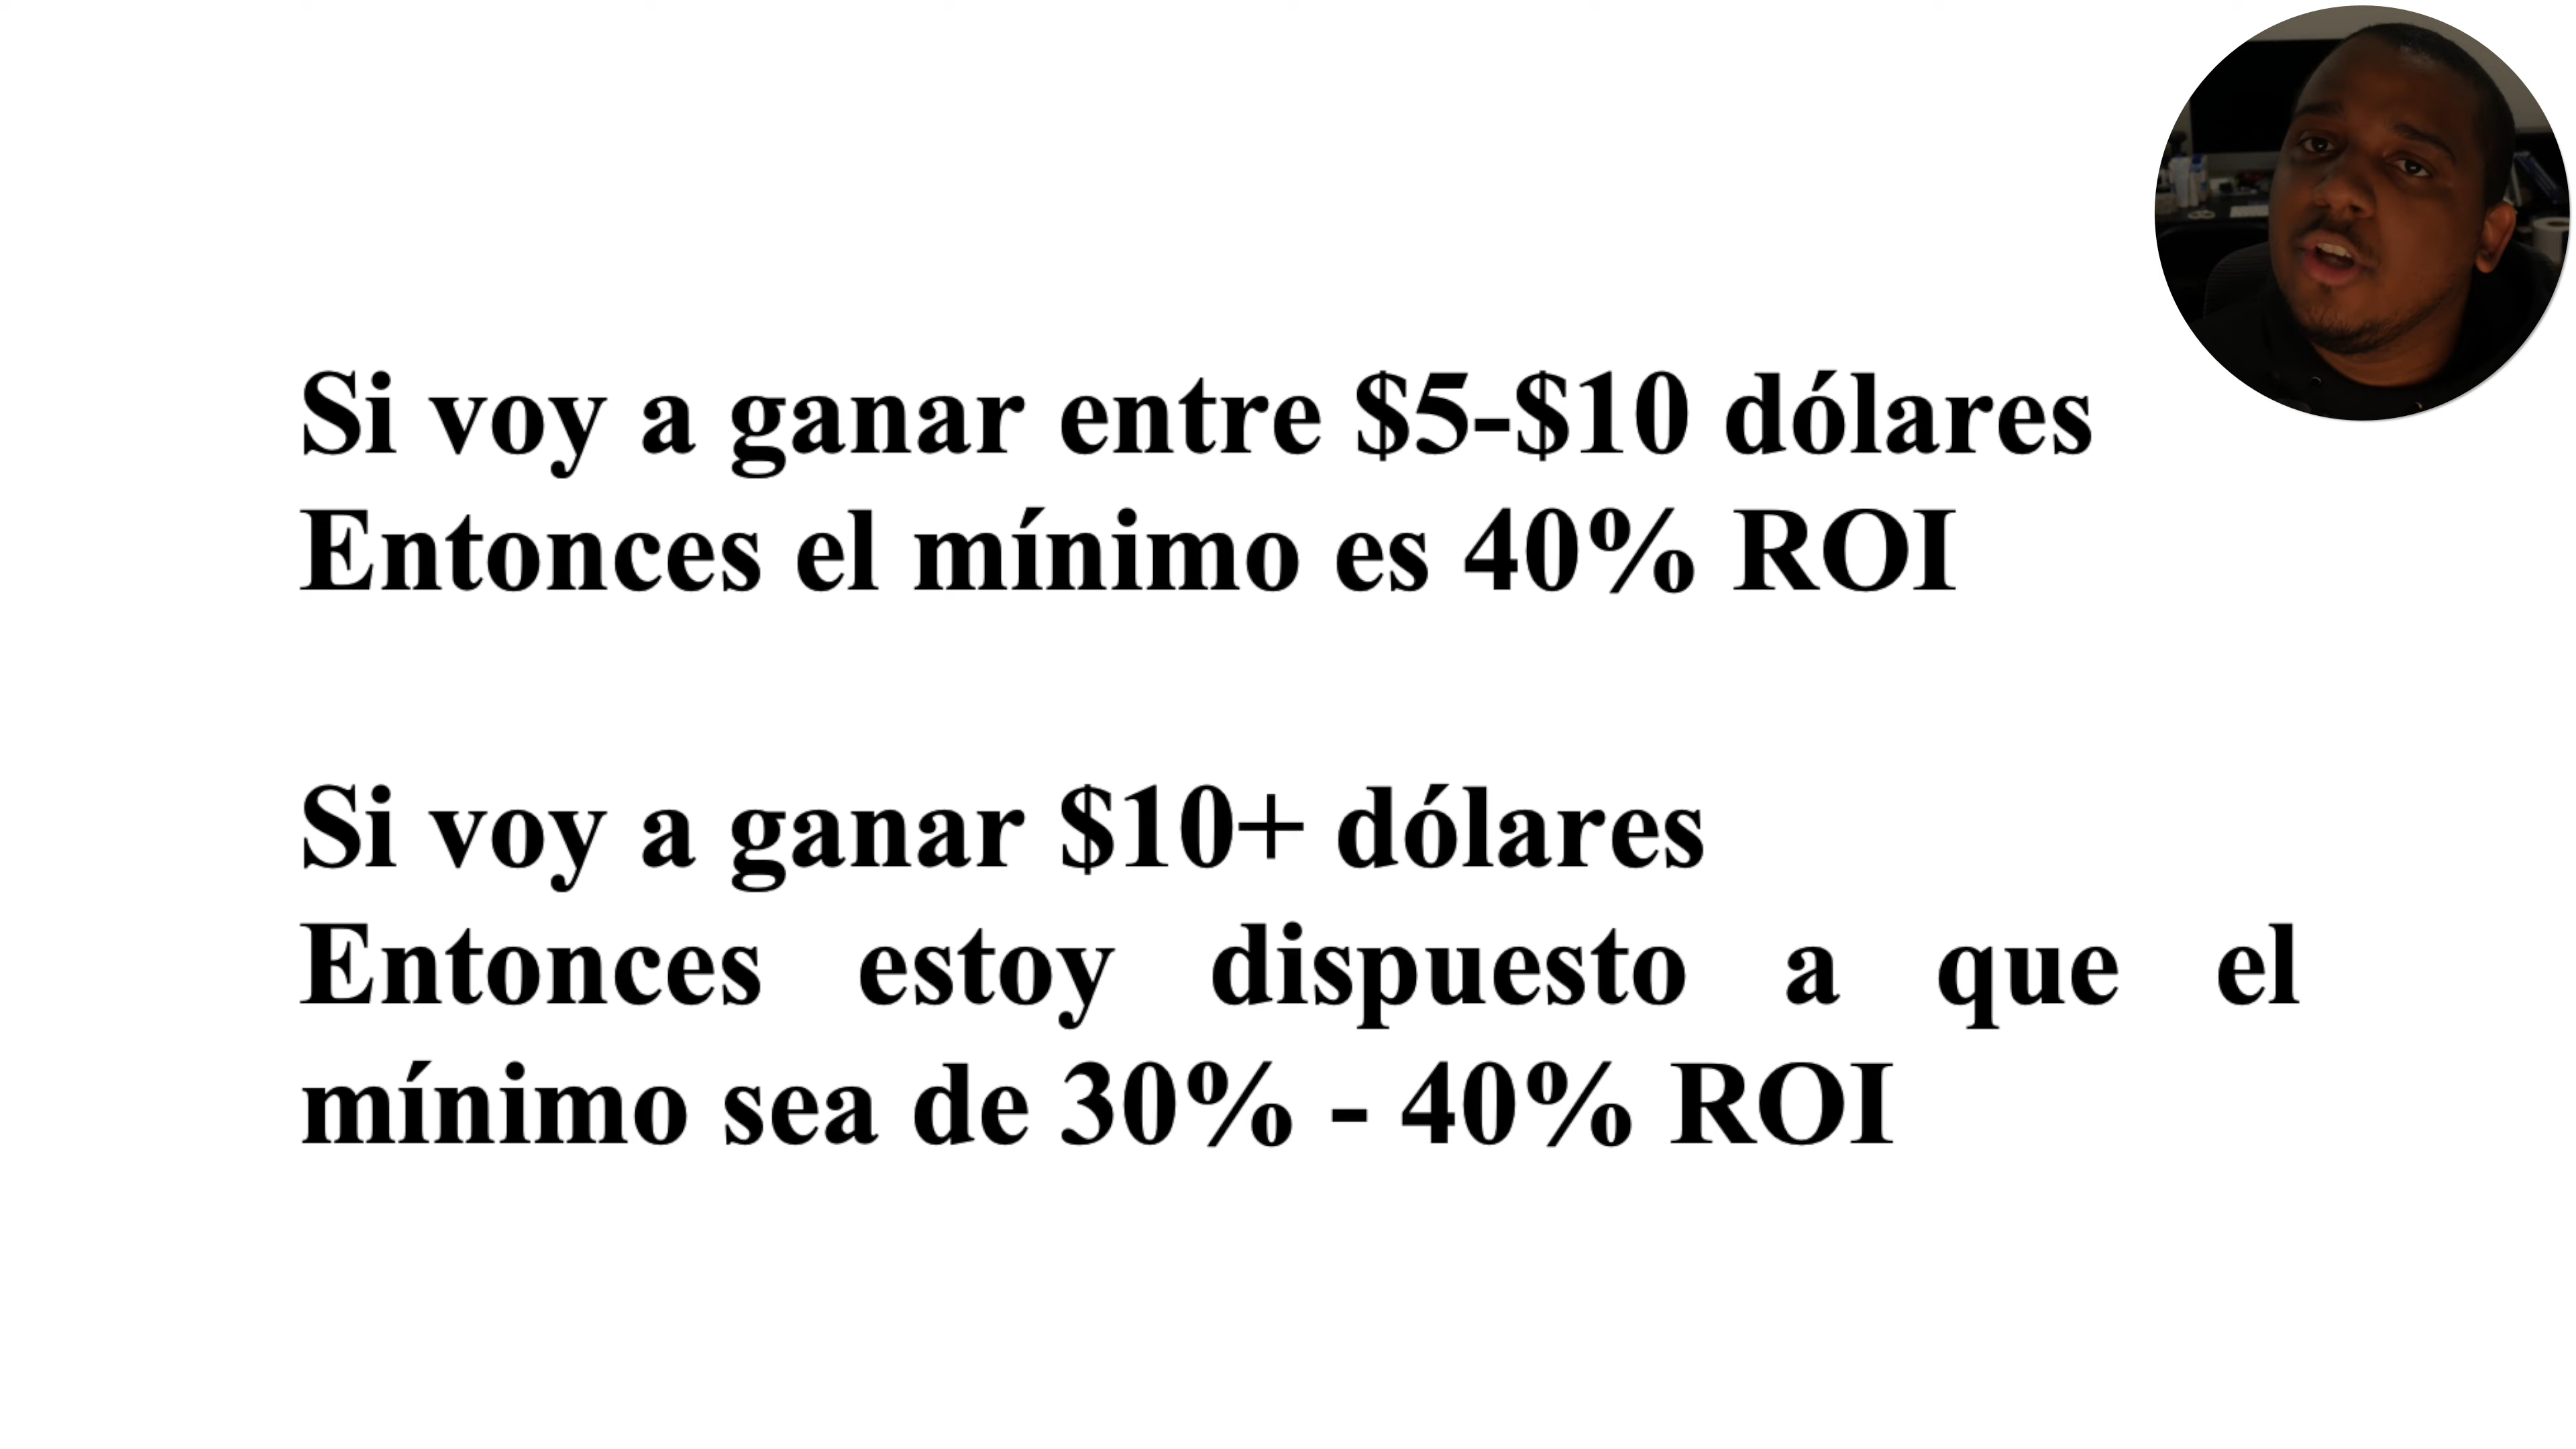 Si voy a ganar entre $5-$10 dólares
Entonces el mínimo es 40% ROI
Si voy a ganar $10+ dólares
Entonces estoy dispuesto a que el
mínimo sea de 30% - 40% ROI